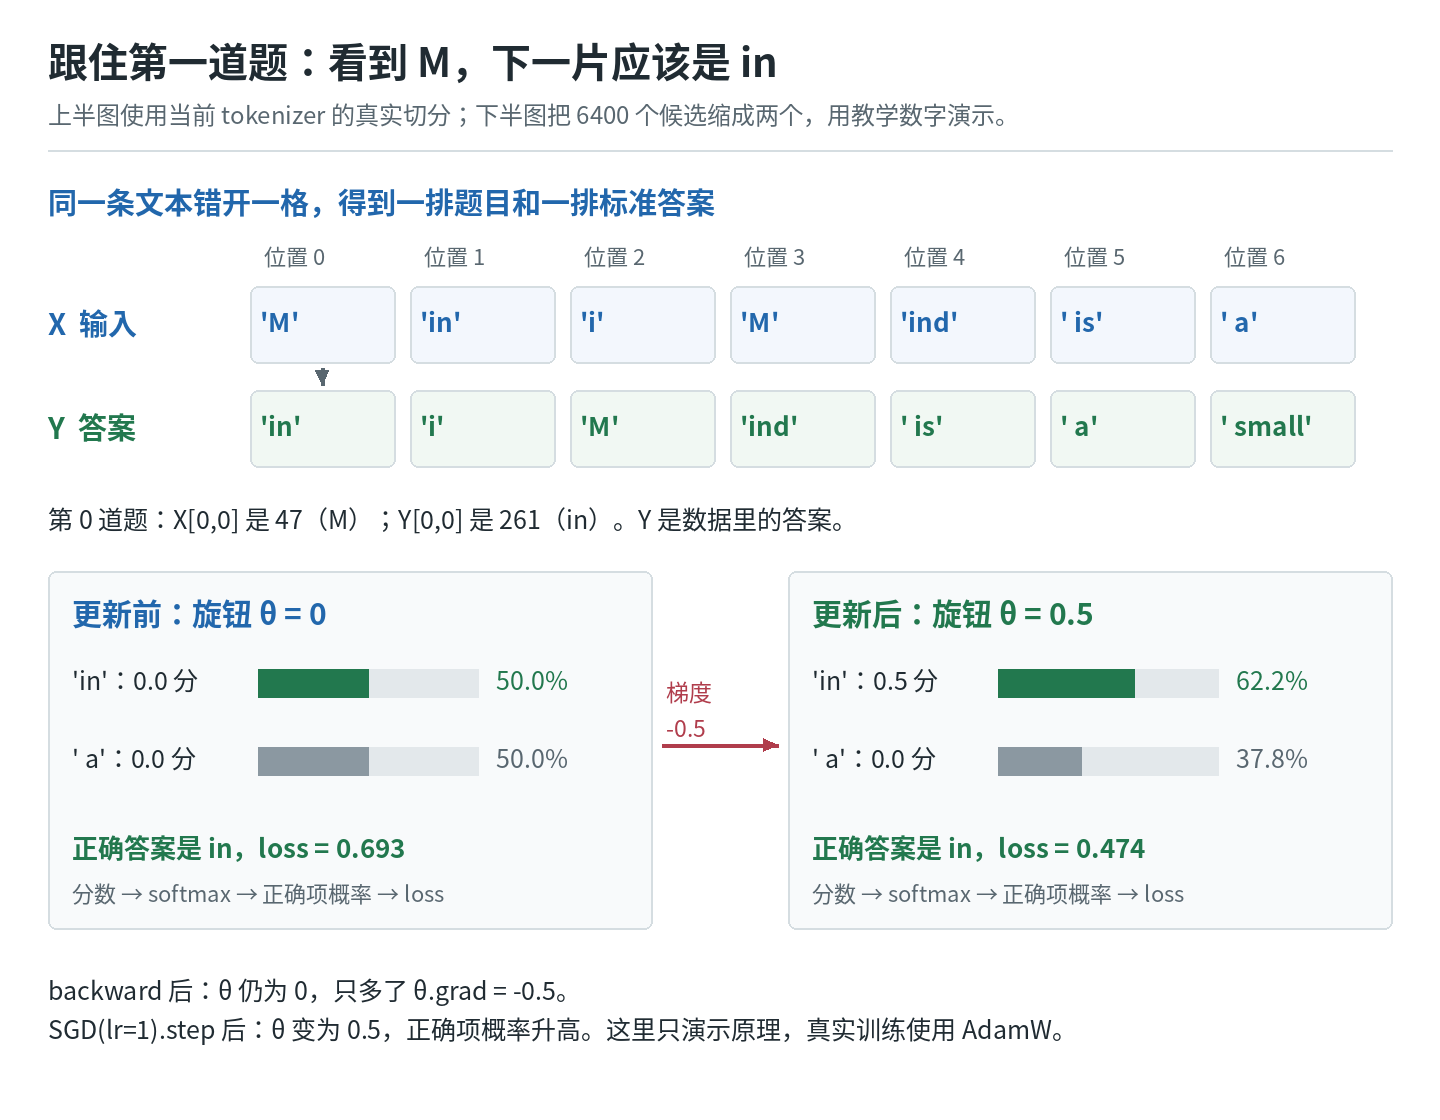 跟住第一道题：看到 M，下一片应该是 in
上半图使用当前 tokenizer 的真实切分；下半图把 6400 个候选缩成两个，用教学数字演示。
同一条文本错开一格，得到一排题目和一排标准答案
位置 0 位置 1 位置 2 位置 3 位置 4 位置 5 位置 6
X 输入 'M' 'in' 'i' 'M' 'ind' ' is' ' a'
Y 答案 'in' 'i' 'M' 'ind' ' is' ' a' ' small'
第 0 道题：X[0,0] 是 47（M）；Y[0,0] 是 261（in）。Y 是数据里的答案。
更新前：旋钮 θ = 0
'in'：0.0 分 50.0%
' a'：0.0 分 50.0%
正确答案是 in，loss = 0.693
分数 → softmax → 正确项概率 → loss
梯度
-0.5
更新后：旋钮 θ = 0.5
'in'：0.5 分 62.2%
' a'：0.0 分 37.8%
正确答案是 in，loss = 0.474
分数 → softmax → 正确项概率 → loss
backward 后：θ 仍为 0，只多了 θ.grad = -0.5。
SGD(lr=1).step 后：θ 变为 0.5，正确项概率升高。这里只演示原理，真实训练使用 AdamW。